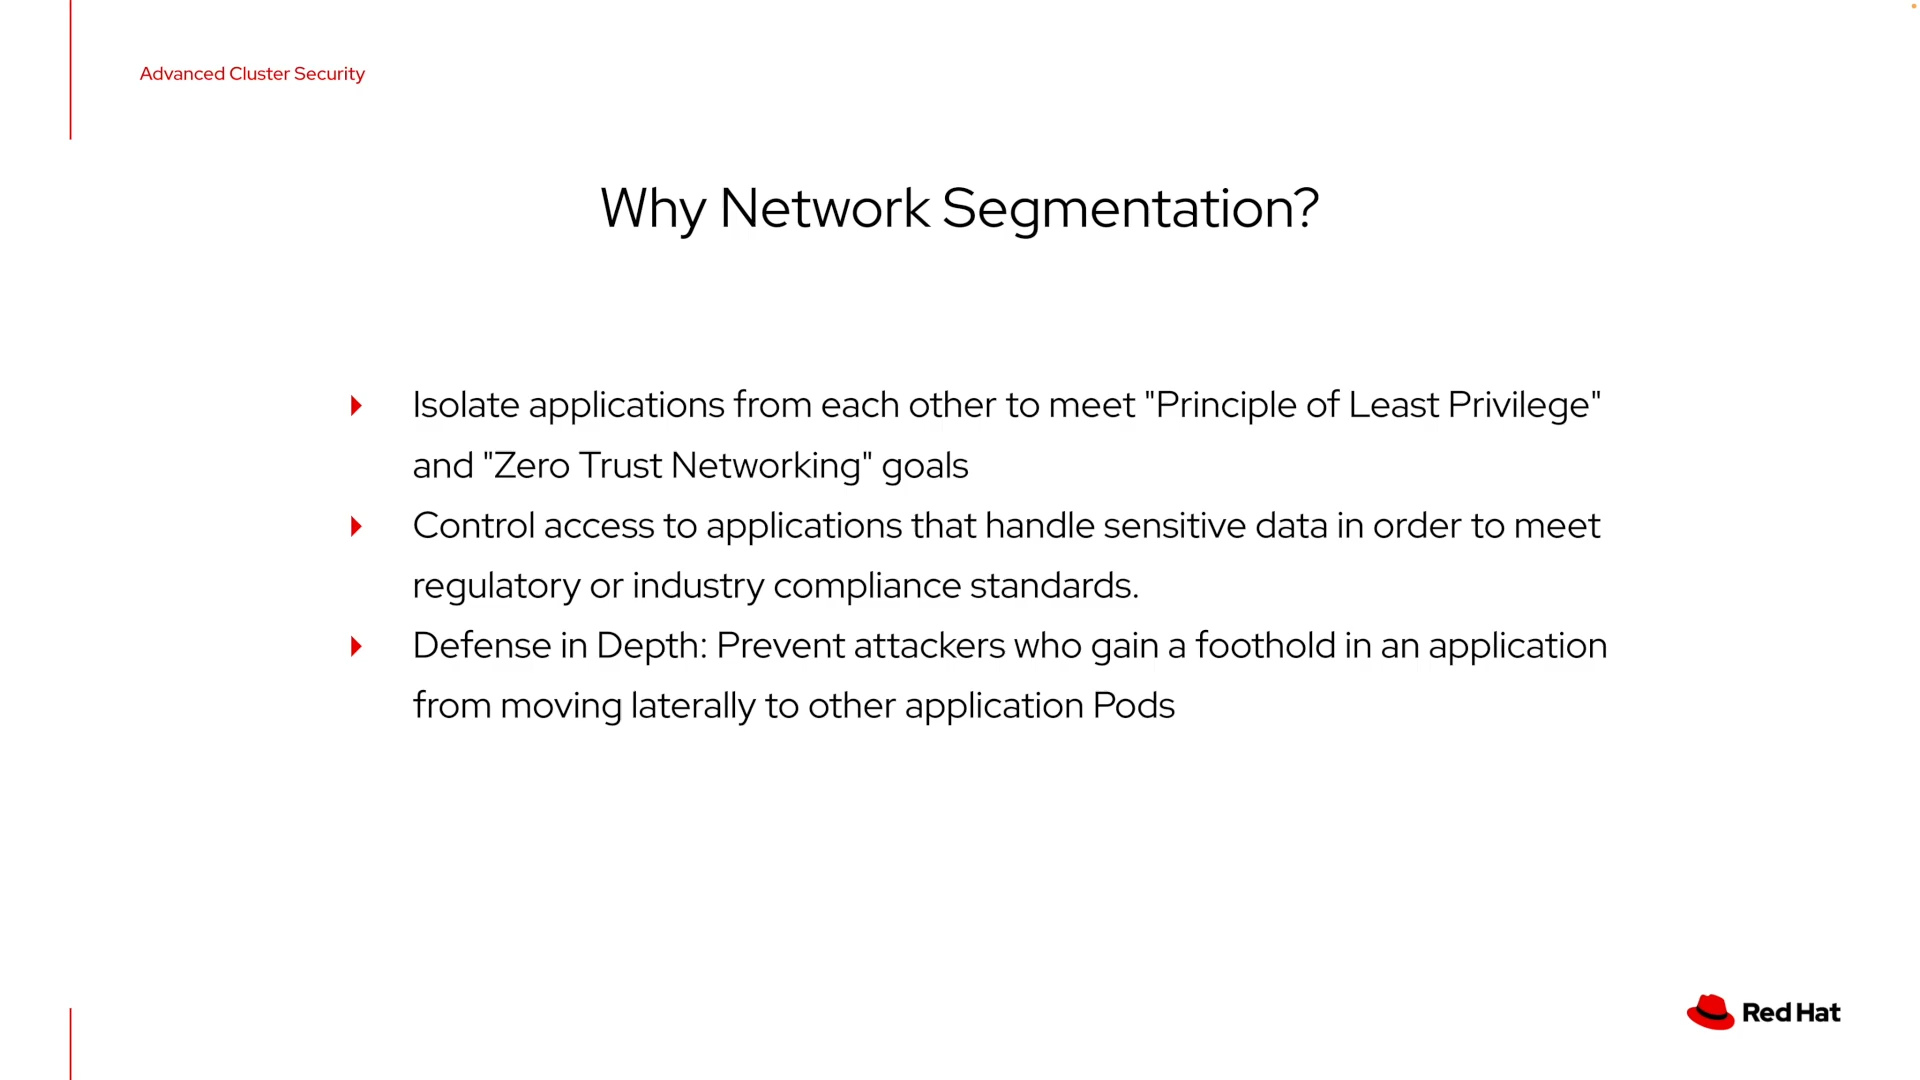 Advanced Cluster Security
Why Network Segmentation?
Isolate applications from each other to meet "Principle of Least Privilege"
and "Zero Trust Networking" goals
Control access to applications that handle sensitive data in order to meet
regulatory or industry compliance standards.
Defense in Depth: Prevent attackers who gain a foothold in an application
from moving laterally to other application Pods
Red Hat